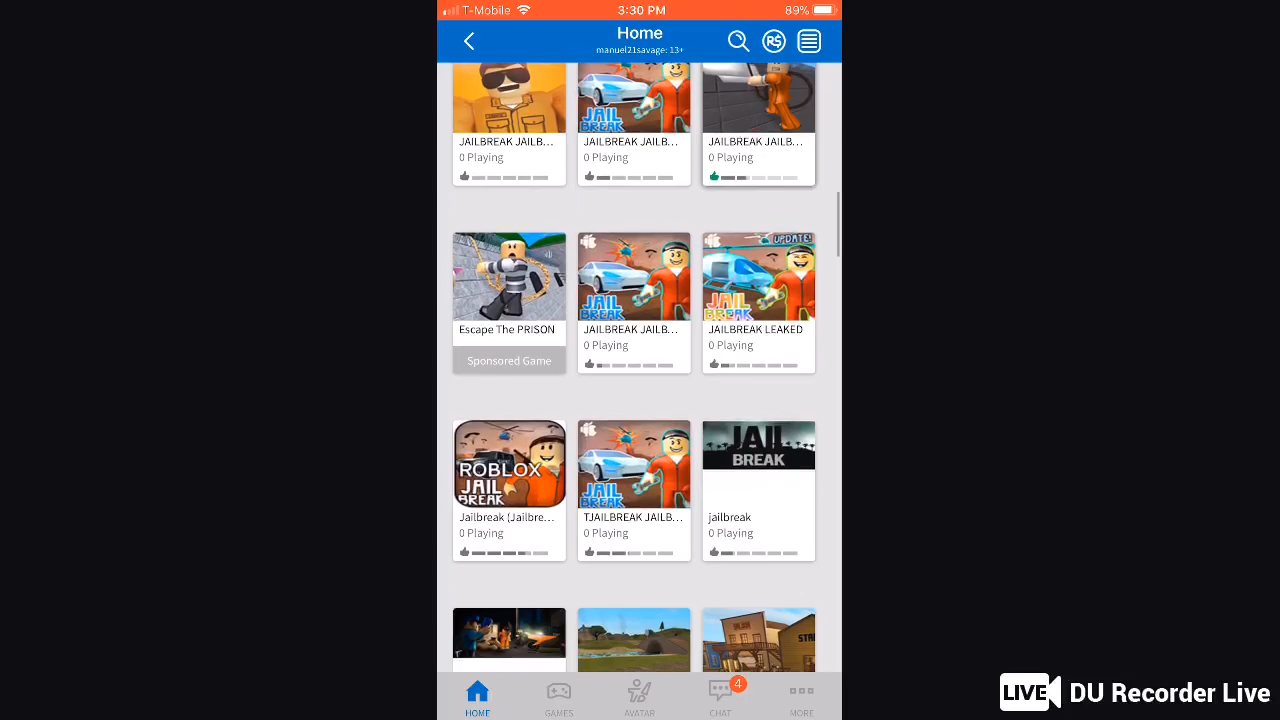 T-Mobile 3:30 PM 89%
Home
manuel21savage: 13+
R$
JAIL
BREAK
JAILBREAK JAILB...
JAILBREAK JAILB...
JAILBREAK JAILB...
0 Playing
0 Playing
0 Playing
UPDATE!
JAIL
BREAK
JAIL
BREAK
Escape The PRISON
JAILBREAK JAILB...
JAILBREAK LEAKED
0 Playing
0 Playing
Sponsored Game
ROBLOX
JAIL
BREAK
JAIL
BREAK
JAIL
BREAK
Jailbreak (Jailbre...
TJAILBREAK JAILB...
jailbreak
0 Playing
0 Playing
0 Playing
4
HOME
GAMES
AVATAR
CHAT
MORE
LIVE DU Recorder Live